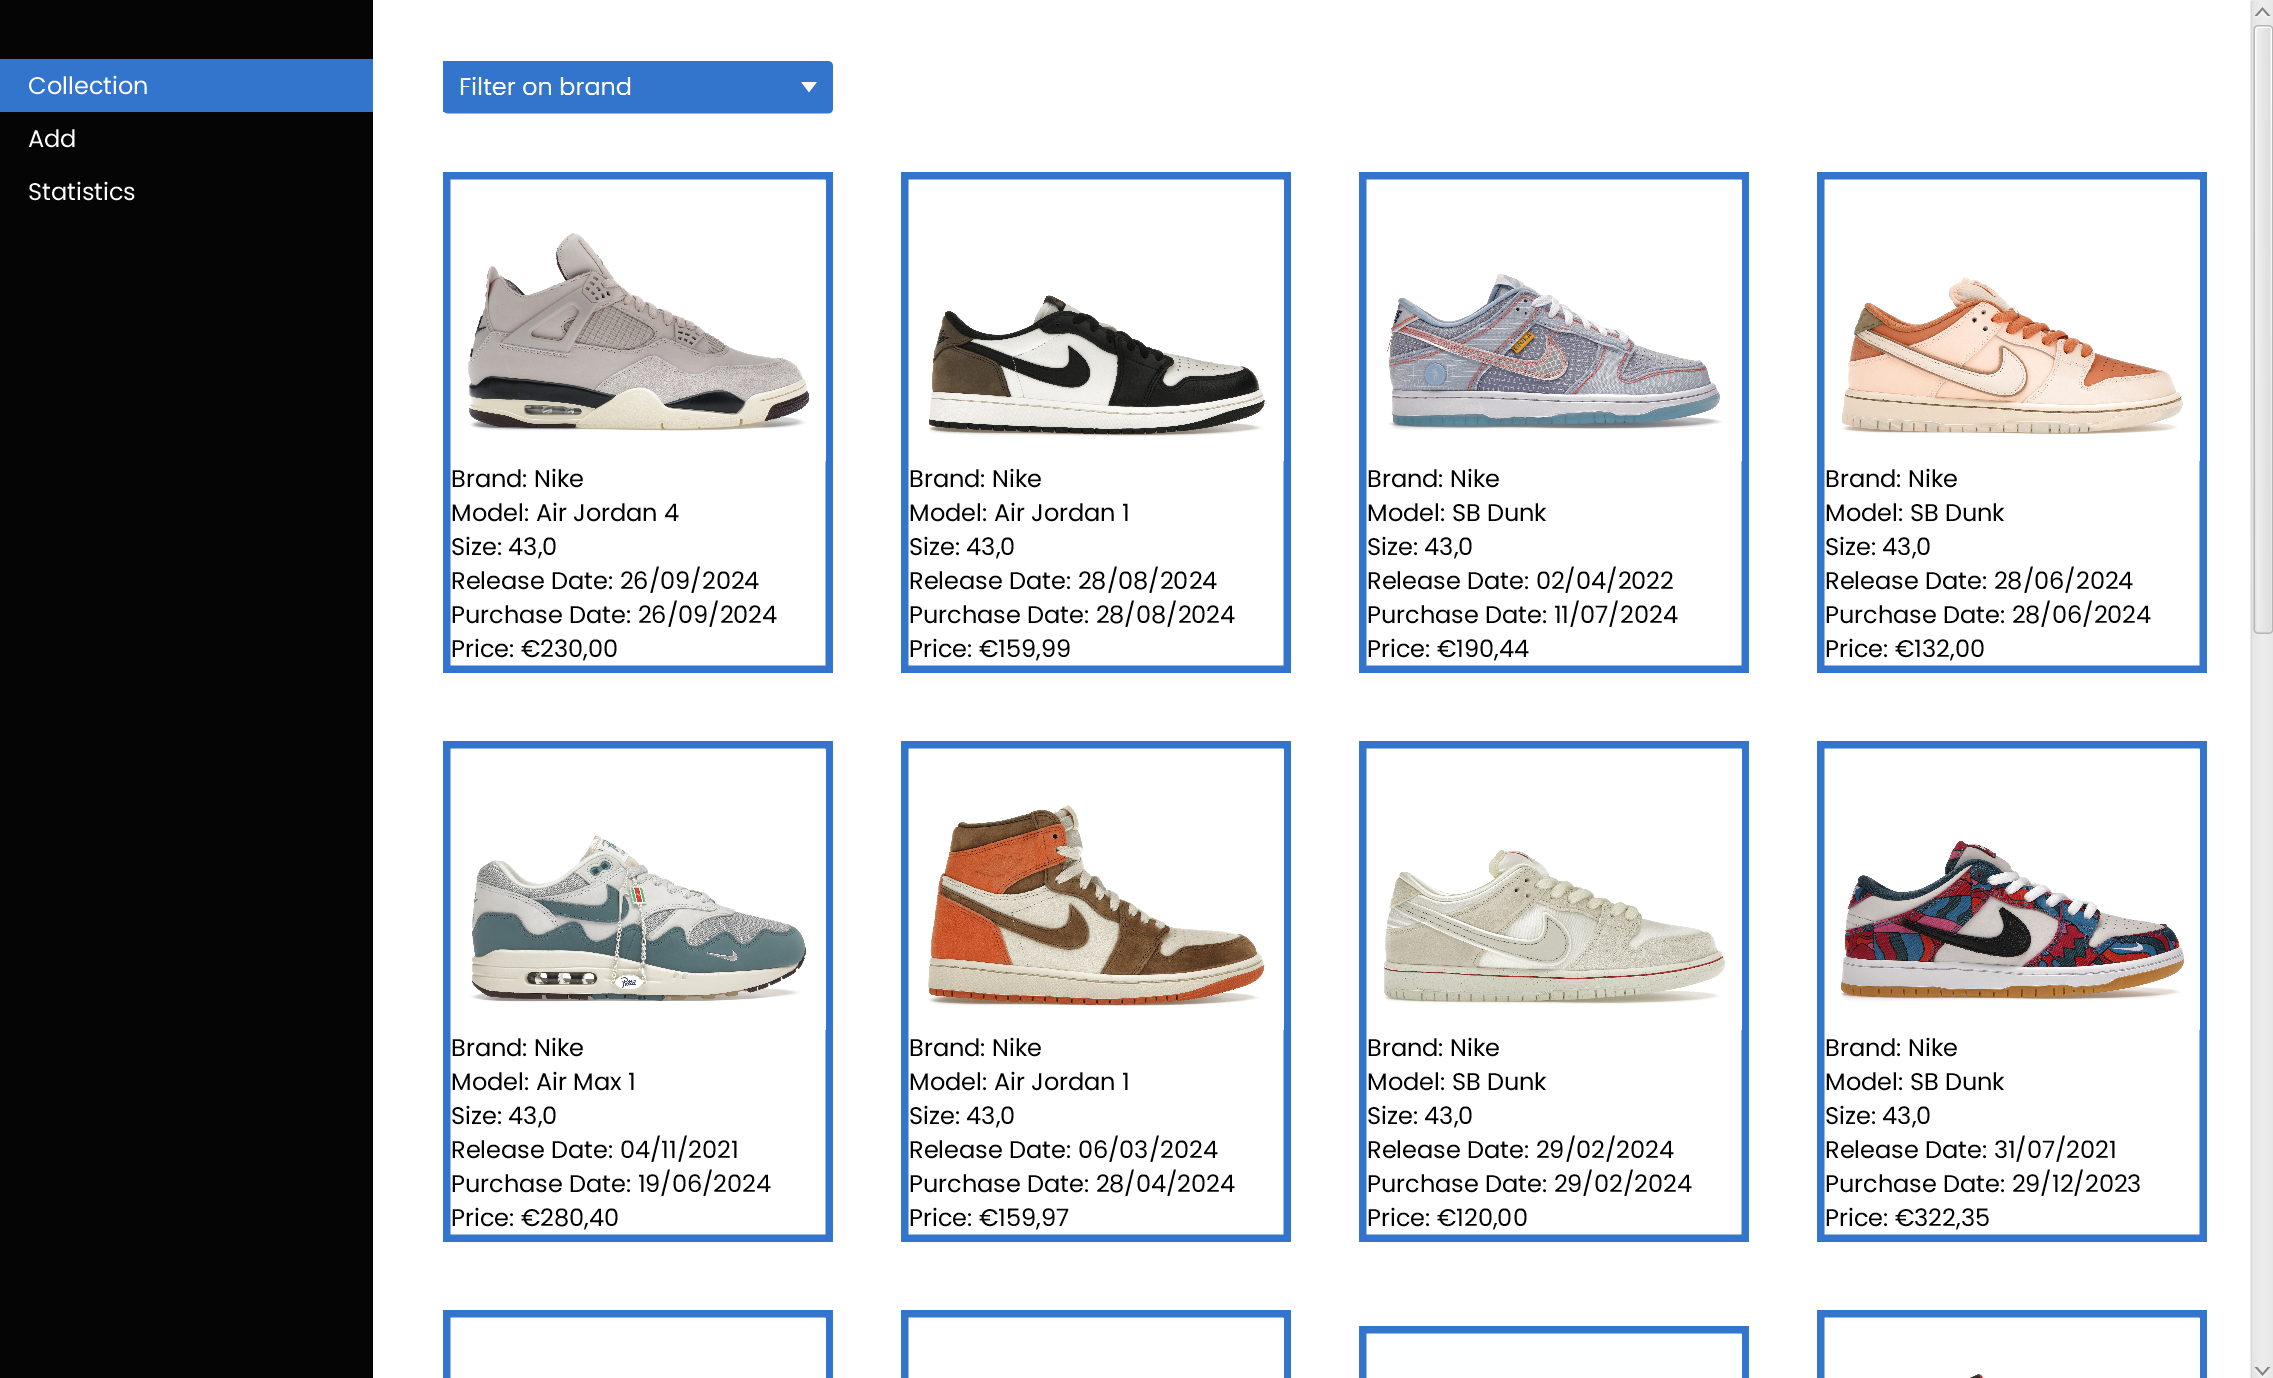 Collection
Add
Statistics
Filter on brand
Brand: Nike
Model: Air Jordan 4
Size: 43,0
Release Date: 26/09/2024
Purchase Date: 26/09/2024
Price: €230,00
Brand: Nike
Model: Air Jordan 1
Size: 43,0
Release Date: 28/08/2024
Purchase Date: 28/08/2024
Price: €159,99
Brand: Nike
Model: SB Dunk
Size: 43,0
Release Date: 02/04/2022
Purchase Date: 11/07/2024
Price: €190,44
Brand: Nike
Model: SB Dunk
Size: 43,0
Release Date: 28/06/2024
Purchase Date: 28/06/2024
Price: €132,00
Brand: Nike
Model: Air Max 1
Size: 43,0
Release Date: 04/11/2021
Purchase Date: 19/06/2024
Price: €280,40
Brand: Nike
Model: Air Jordan 1
Size: 43,0
Release Date: 06/03/2024
Purchase Date: 28/04/2024
Price: €159,97
Brand: Nike
Model: SB Dunk
Size: 43,0
Release Date: 29/02/2024
Purchase Date: 29/02/2024
Price: €120,00
Brand: Nike
Model: SB Dunk
Size: 43,0
Release Date: 31/07/2021
Purchase Date: 29/12/2023
Price: €322,35